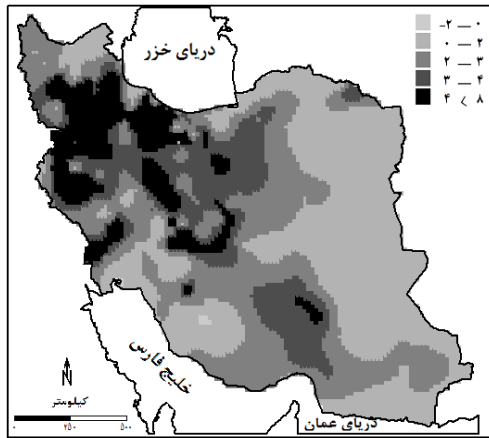 دریای خزر
-۲ — ۰
۰ — ۲
۲ — ۳
۳ — ۴
۴ > ۸
خلیج فارس
N
کیلومتر
۰ ۲۵۰ ۵۰۰
دریای عمان